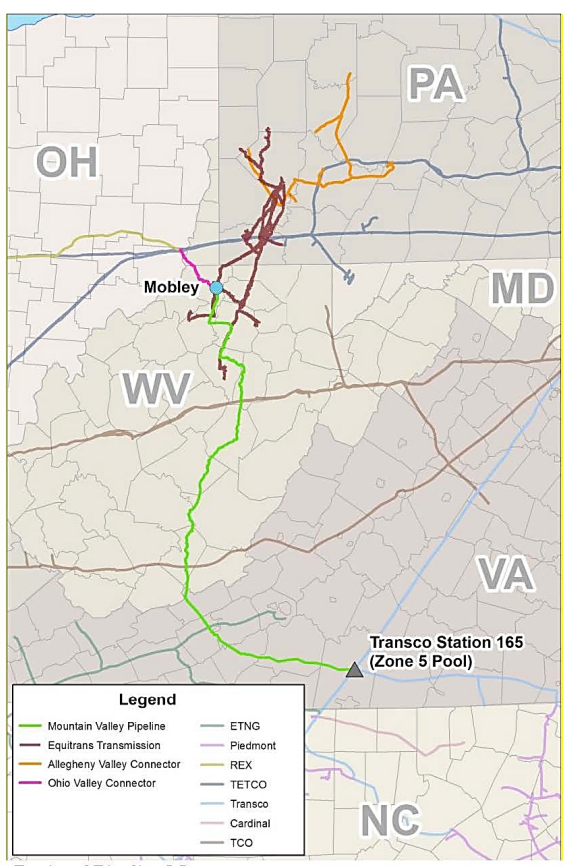 PA
OH
MD
Mobley
WV
VA
Transco Station 165
(Zone 5 Pool)
Legend
Mountain Valley Pipeline
Equitrans Transmission
Allegheny Valley Connector
Ohio Valley Connector
ETNG
Piedmont
REX
TETCO
Transco
Cardinal
TCO
NC